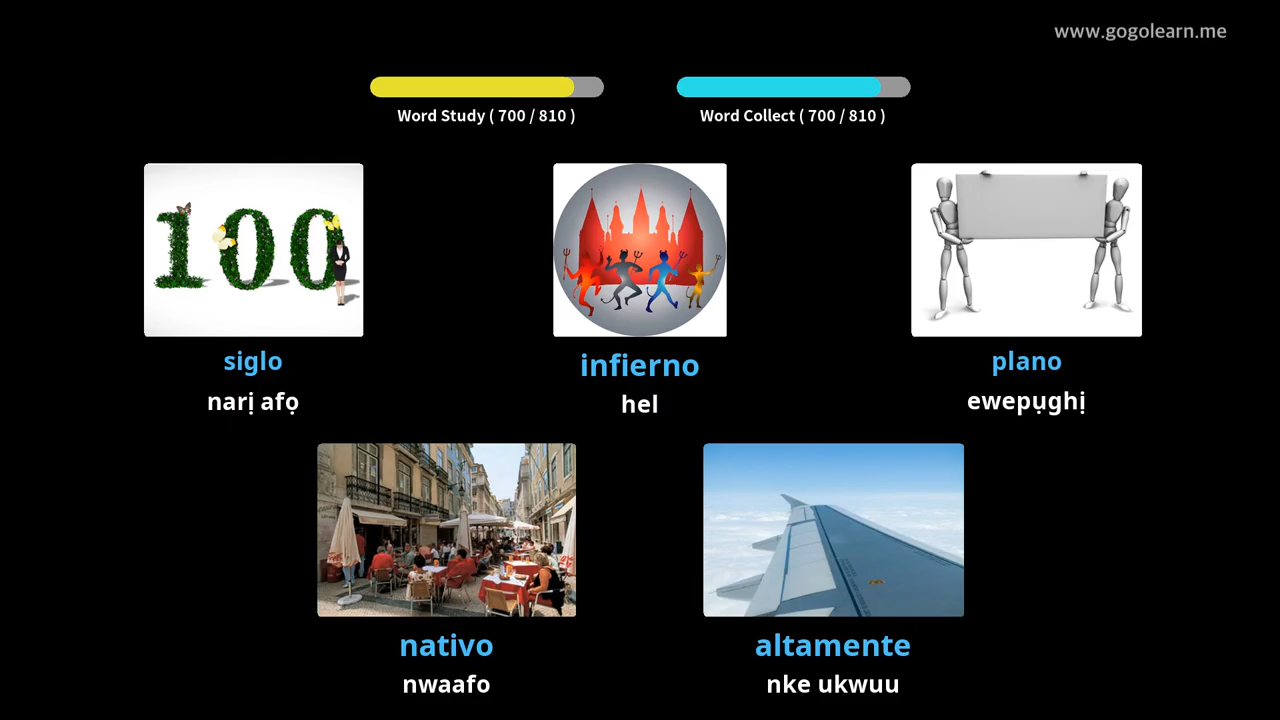 www.gogolearn.me
Word Study ( 700 / 810 )
Word Collect ( 700 / 810 )
100
siglo
narị afọ
infierno
hel
plano
ewepụghị
nativo
nwaafo
altamente
nke ukwuu